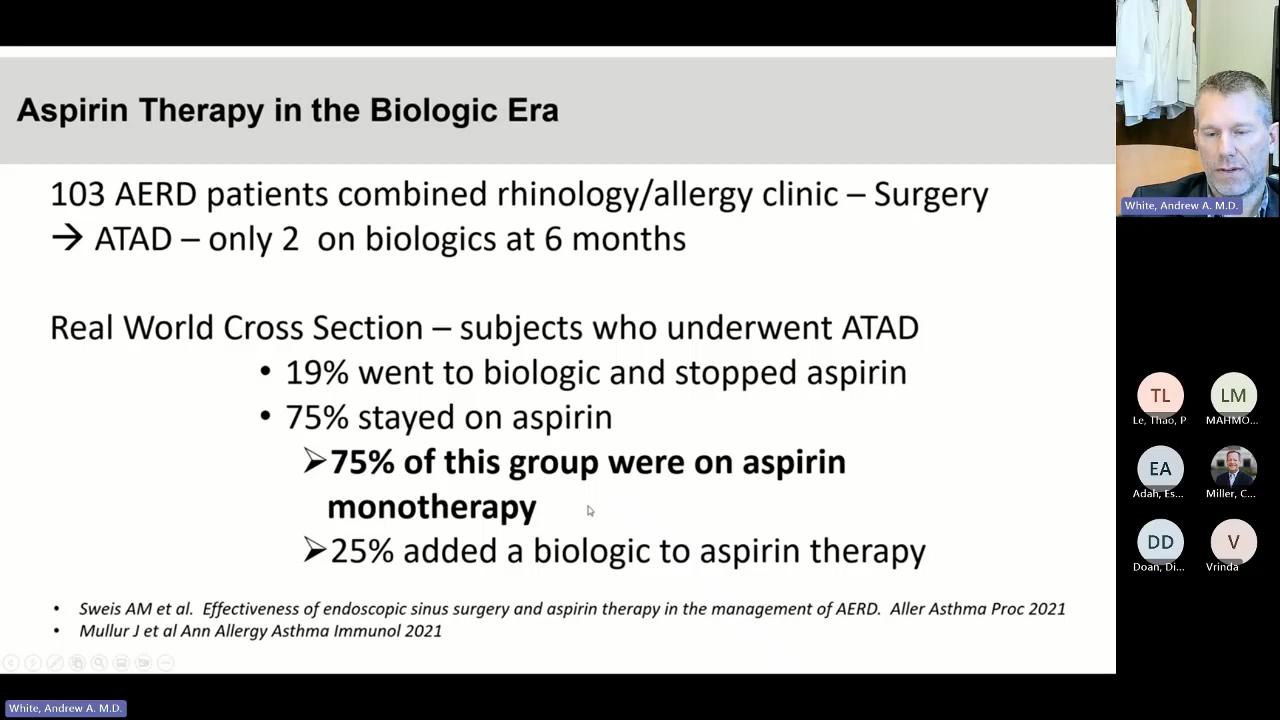 Aspirin Therapy in the Biologic Era
103 AERD patients combined rhinology/allergy clinic – Surgery
→ ATAD – only 2 on biologics at 6 months
Real World Cross Section – subjects who underwent ATAD
• 19% went to biologic and stopped aspirin
• 75% stayed on aspirin
➢75% of this group were on aspirin
monotherapy
➢25% added a biologic to aspirin therapy
• Sweis AM et al. Effectiveness of endoscopic sinus surgery and aspirin therapy in the management of AERD. Aller Asthma Proc 2021
• Mullur J et al Ann Allergy Asthma Immunol 2021
White, Andrew A. M.D.
White, Andrew A. M.D.
TL
LM
Le, Thao, P
MAHMO...
EA
Adah, Es...
Miller, C...
DD
V
Doan, Di...
Vrinda